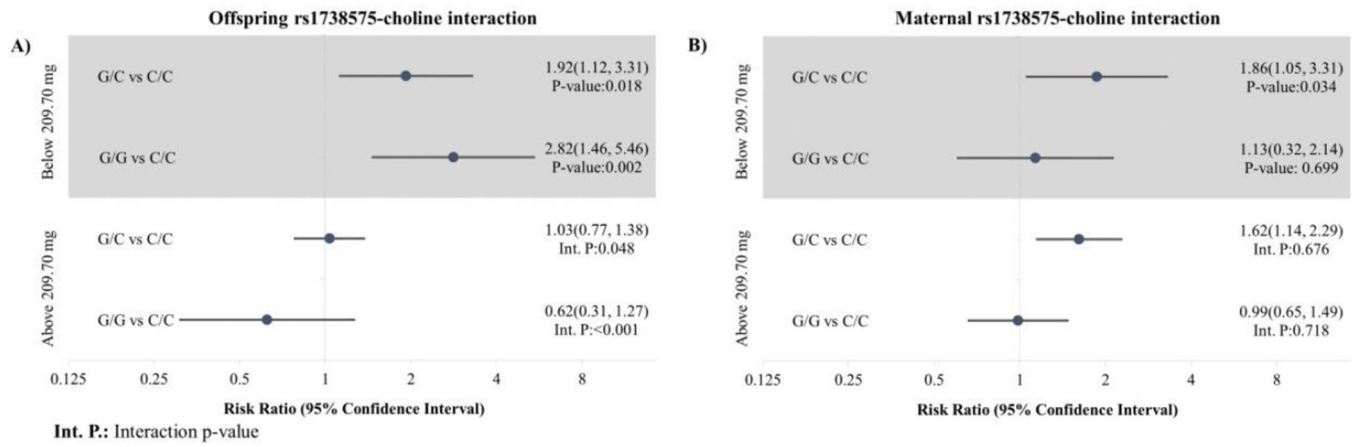 Offspring rs1738575-choline interaction
A)
Below 209.70 mg
G/C vs C/C
1.92(1.12, 3.31)
P-value:0.018
G/G vs C/C
2.82(1.46, 5.46)
P-value:0.002
Above 209.70 mg
G/C vs C/C
1.03(0.77, 1.38)
Int. P:0.048
G/G vs C/C
0.62(0.31, 1.27)
Int. P:<0.001
0.125 0.25 0.5 1 2 4 8
Risk Ratio (95% Confidence Interval)
Int. P.: Interaction p-value
Maternal rs1738575-choline interaction
B)
Below 209.70 mg
G/C vs C/C
1.86(1.05, 3.31)
P-value:0.034
G/G vs C/C
1.13(0.32, 2.14)
P-value: 0.699
Above 209.70 mg
G/C vs C/C
1.62(1.14, 2.29)
Int. P:0.676
G/G vs C/C
0.99(0.65, 1.49)
Int. P:0.718
0.125 0.25 0.5 1 2 4 8
Risk Ratio (95% Confidence Interval)